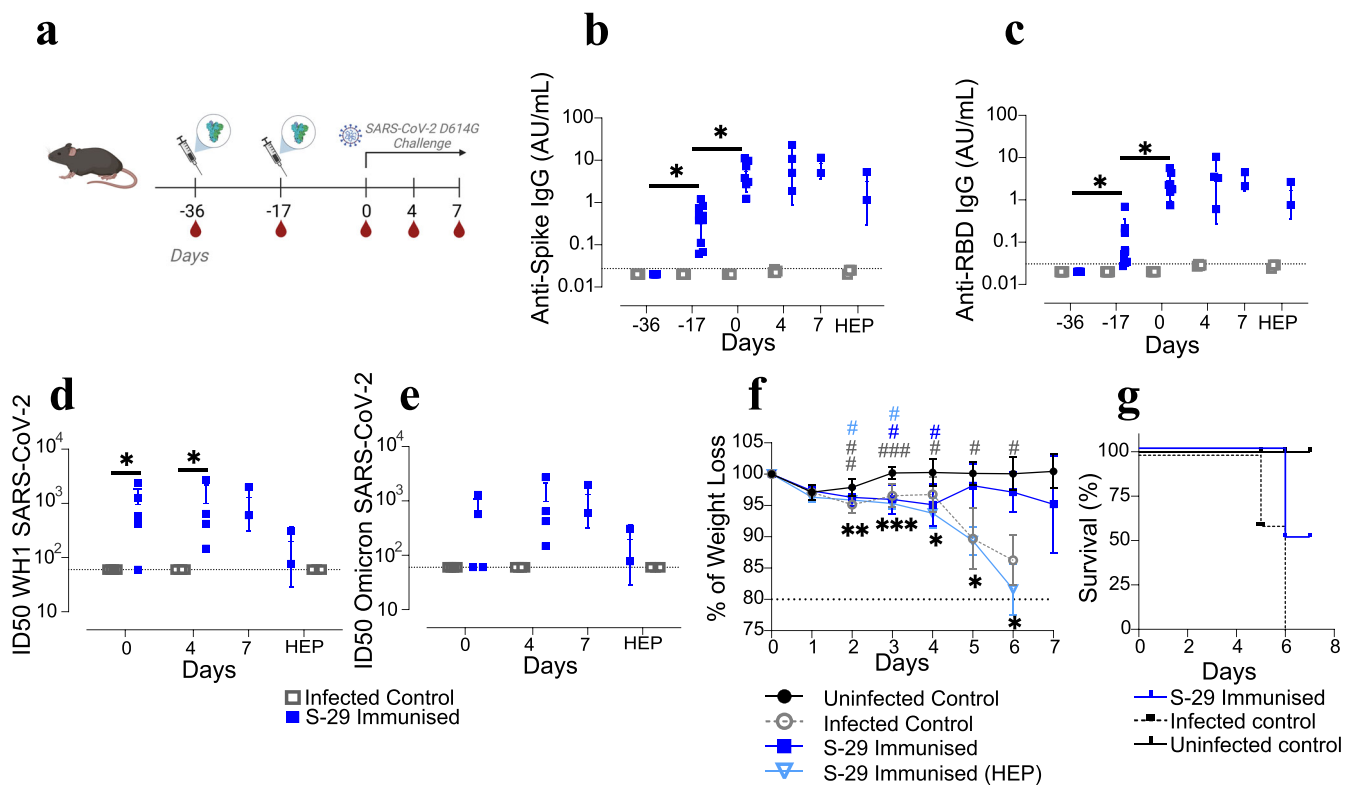 a
SARS-CoV-2 D614G
Challenge
-36 -17 0 4 7
Days
b
Anti-Spike IgG (AU/mL)
100
10
1
0.1
0.01
* *
-36 -17 0 4 7 HEP
Days
c
Anti-RBD IgG (AU/mL)
100
10
1
0.1
0.01
* *
-36 -17 0 4 7 HEP
Days
d
ID50 WH1 SARS-CoV-2
10⁴
10³
10²
10
* *
0 4 7 HEP
Days
e
ID50 Omicron SARS-CoV-2
10⁴
10³
10²
10
0 4 7 HEP
Days
Infected Control
S-29 Immunised
f
% of Weight Loss
105
100
95
90
85
80
75
# #
# # # #
# ### # # #
** *** * * *
0 1 2 3 4 5 6 7
Days
Uninfected Control
Infected Control
S-29 Immunised
S-29 Immunised (HEP)
g
Survival (%)
100
75
50
25
0
0 2 4 6 8
Days
S-29 Immunised
Infected control
Uninfected control